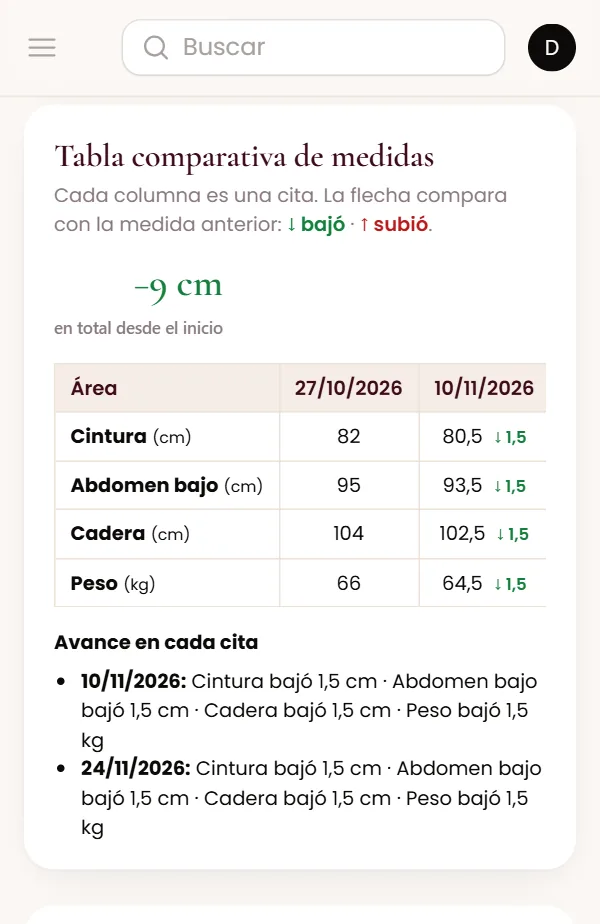 Buscar
D
Tabla comparativa de medidas
Cada columna es una cita. La flecha compara
con la medida anterior: ↓ bajó · ↑ subió.
−9 cm
en total desde el inicio
Área 27/10/2026 10/11/2026
Cintura (cm) 82 80,5 ↓ 1,5
Abdomen bajo (cm) 95 93,5 ↓ 1,5
Cadera (cm) 104 102,5 ↓ 1,5
Peso (kg) 66 64,5 ↓ 1,5
Avance en cada cita
• 10/11/2026: Cintura bajó 1,5 cm · Abdomen bajo
bajó 1,5 cm · Cadera bajó 1,5 cm · Peso bajó 1,5
kg
• 24/11/2026: Cintura bajó 1,5 cm · Abdomen bajo
bajó 1,5 cm · Cadera bajó 1,5 cm · Peso bajó 1,5
kg